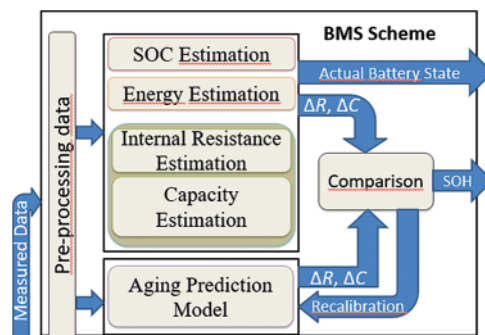 BMS Scheme
Measured Data
Pre-processing data
SOC Estimation
Energy Estimation
Internal Resistance
Estimation
Capacity
Estimation
Aging Prediction
Model
Actual Battery State
ΔR, ΔC
Comparison
SOH
ΔR, ΔC
Recalibration